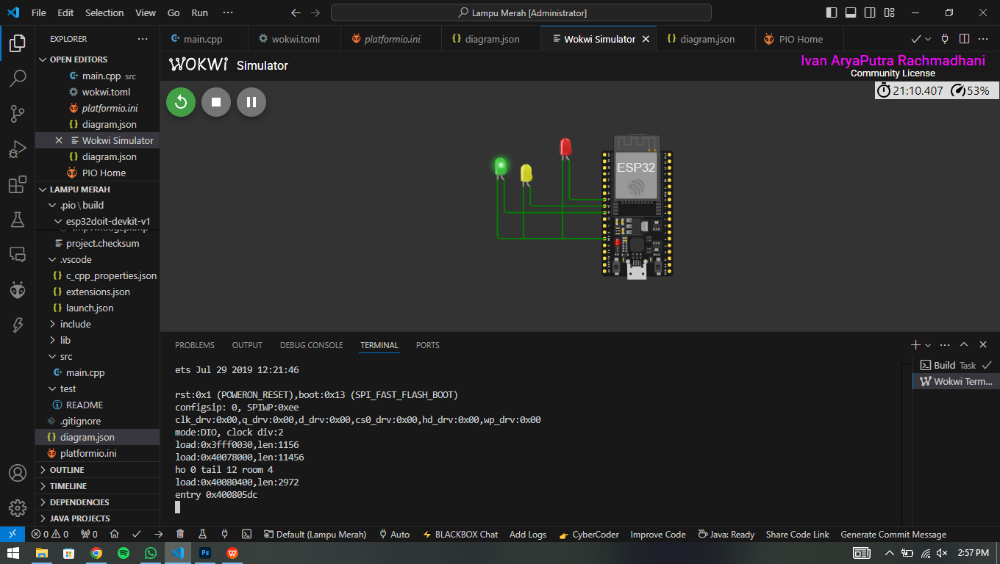 File Edit Selection View Go Run ··· Lampu Merah [Administrator]
EXPLORER
OPEN EDITORS
main.cpp src
wokwi.toml
platformio.ini
diagram.json
Wokwi Simulator
diagram.json
PIO Home
LAMPU MERAH
.pio\build
esp32doit-devkit-v1
project.checksum
.vscode
c_cpp_properties.json
extensions.json
launch.json
include
lib
src
main.cpp
test
README
.gitignore
diagram.json
platformio.ini
OUTLINE
TIMELINE
DEPENDENCIES
JAVA PROJECTS
main.cpp wokwi.toml platformio.ini diagram.json Wokwi Simulator diagram.json PIO Home
WOKWi Simulator
Ivan AryaPutra Rachmadhani
Community License
21:10.407 53%
ESP32
PROBLEMS OUTPUT DEBUG CONSOLE TERMINAL PORTS
ets Jul 29 2019 12:21:46
rst:0x1 (POWERON_RESET),boot:0x13 (SPI_FAST_FLASH_BOOT)
configsip: 0, SPIWP:0xee
clk_drv:0x00,q_drv:0x00,d_drv:0x00,cs0_drv:0x00,hd_drv:0x00,wp_drv:0x00
mode:DIO, clock div:2
load:0x3fff0030,len:1156
load:0x40078000,len:11456
ho 0 tail 12 room 4
load:0x40080400,len:2972
entry 0x400805dc
Build Task
Wokwi Term...
0 0 0 Default (Lampu Merah) Auto BLACKBOX Chat Add Logs CyberCoder Improve Code Java: Ready Share Code Link Generate Commit Message
2:57 PM